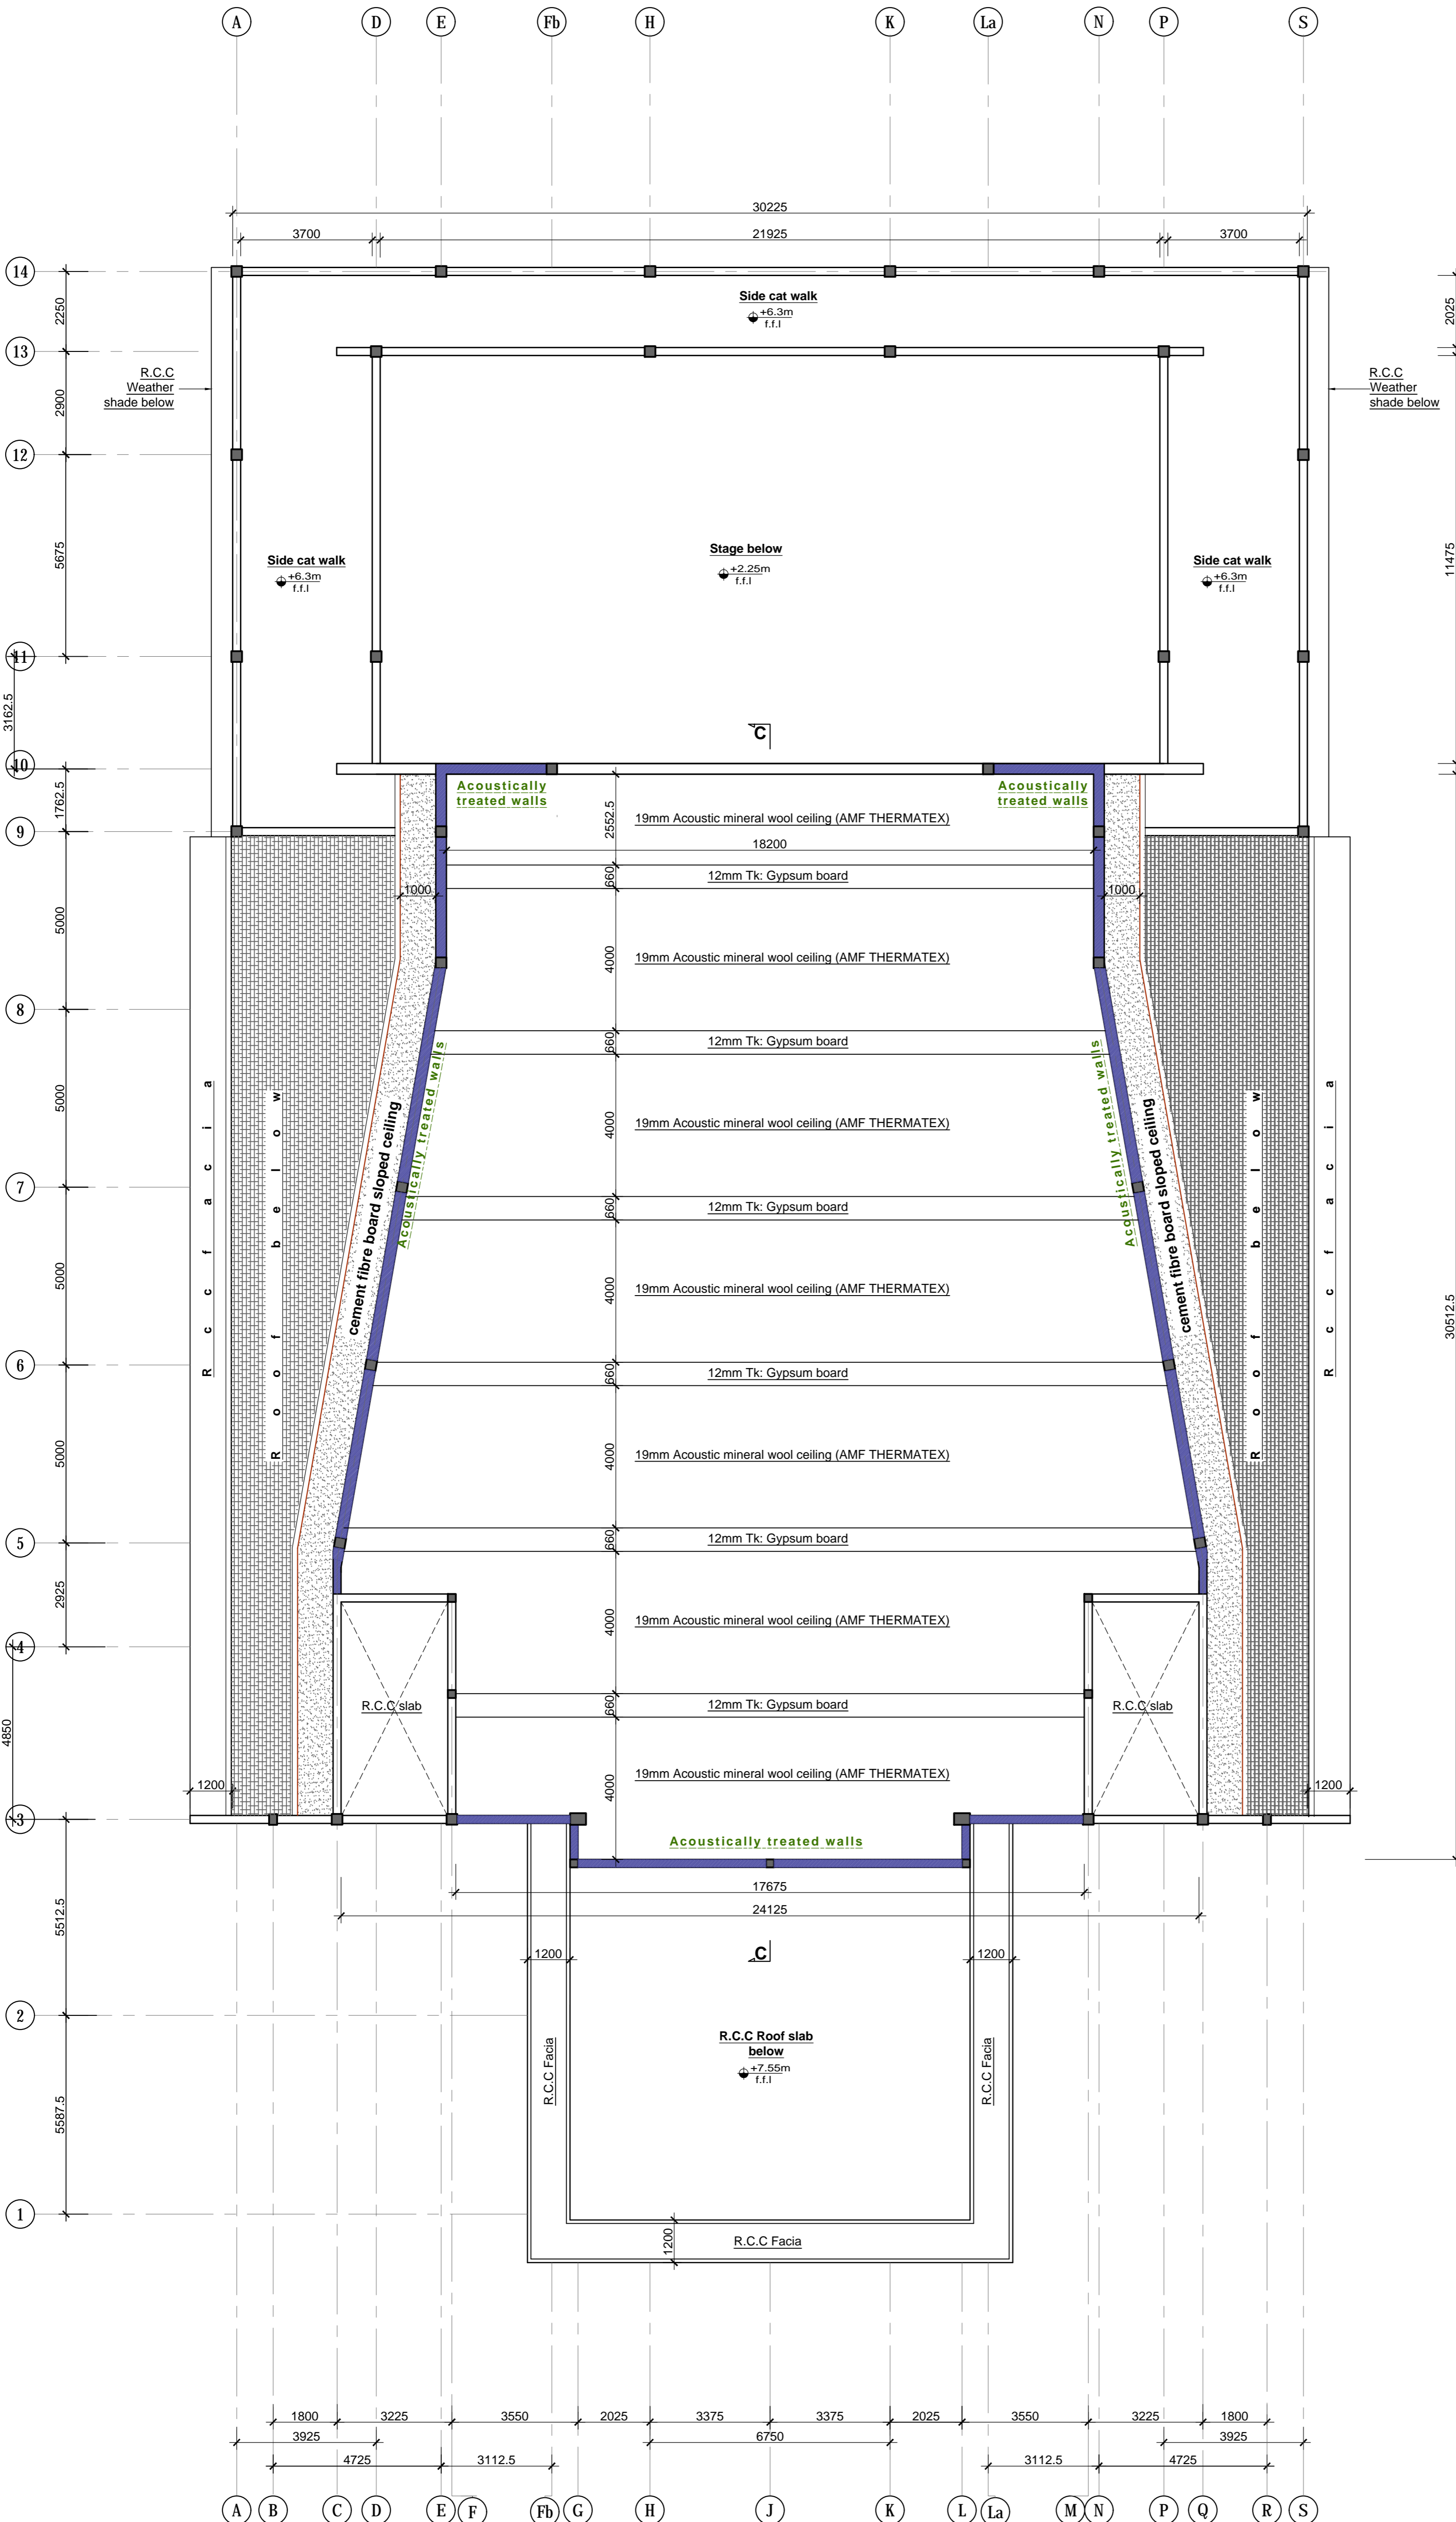 A D E Fb H K La N P S
30225
3700 21925 3700
14
Side cat walk
+6.3m
f.f.l
2250
2025
13
R.C.C
Weather
shade below
R.C.C
Weather
shade below
2900
12
5675
11475
Side cat walk
+6.3m
f.f.l
Stage below
+2.25m
f.f.l
Side cat walk
+6.3m
f.f.l
11
3162.5
C
10
Acoustically
treated walls
Acoustically
treated walls
1762.5
2552.5
19mm Acoustic mineral wool ceiling (AMF THERMATEX)
9
18200
660
12mm Tk: Gypsum board
1000
1000
5000
4000
19mm Acoustic mineral wool ceiling (AMF THERMATEX)
8
660
12mm Tk: Gypsum board
5000
4000
19mm Acoustic mineral wool ceiling (AMF THERMATEX)
R c c f a c i a
R o o f b e l o w
cement fibre board sloped ceiling
Acoustically treated walls
Acoustically treated walls
cement fibre board sloped ceiling
R o o f b e l o w
R c c f a c i a
7
660
12mm Tk: Gypsum board
5000
4000
19mm Acoustic mineral wool ceiling (AMF THERMATEX)
30512.5
6
660
12mm Tk: Gypsum board
5000
4000
19mm Acoustic mineral wool ceiling (AMF THERMATEX)
5
660
12mm Tk: Gypsum board
2925
4000
19mm Acoustic mineral wool ceiling (AMF THERMATEX)
4
R.C.C slab
660
12mm Tk: Gypsum board
R.C.C slab
4850
4000
19mm Acoustic mineral wool ceiling (AMF THERMATEX)
1200
1200
3
Acoustically treated walls
17675
24125
5512.5
1200
C
1200
2
R.C.C Roof slab
below
+7.55m
f.f.l
R.C.C Facia
R.C.C Facia
5587.5
1
1200
R.C.C Facia
1800 3225 3550 2025 3375 3375 2025 3550 3225 1800
3925 6750 3925
4725 3112.5 3112.5 4725
A B C D E F Fb G H J K L La M N P Q R S